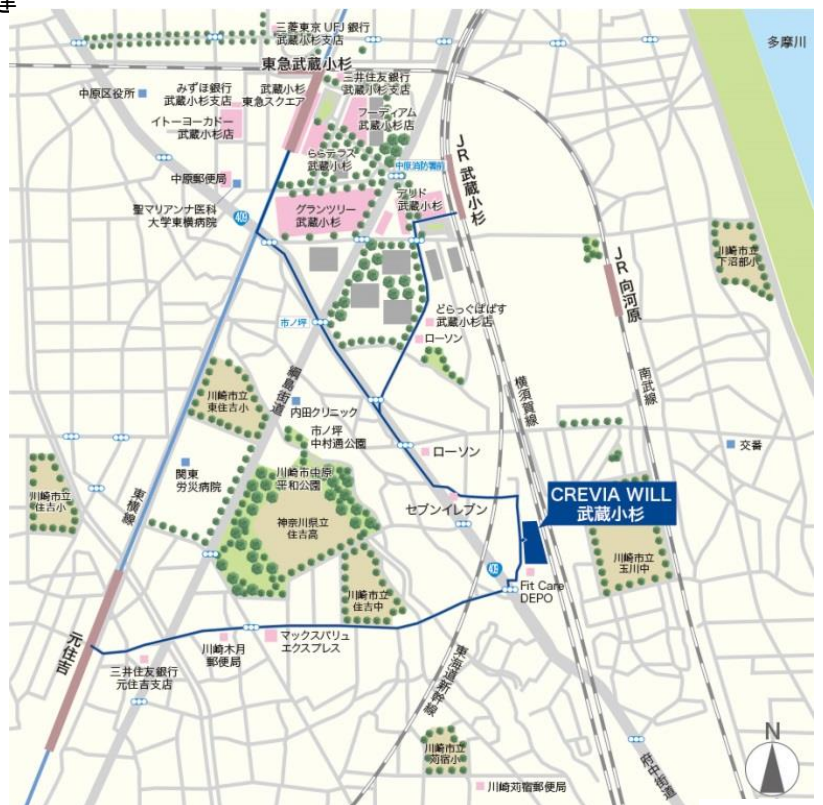 三菱東京UFJ銀行
武蔵小杉支店
多摩川
東急武蔵小杉
中原区役所
みずほ銀行
武蔵小杉支店
武蔵小杉
東急スクエア
三井住友銀行
武蔵小杉支店
イトーヨーカドー
武蔵小杉店
フーディアム
武蔵小杉店
ららテラス
武蔵小杉
中原消防署前
JR 武蔵小杉
中原郵便局
デリド
武蔵小杉
聖マリアンナ医科
大学東横病院
409
グランツリー
武蔵小杉
川崎市立
下沼部小
JR 向河原
どらっぐぱぱす
武蔵小杉店
市ノ坪
ローソン
綱島街道
横須賀線
南武線
川崎市立
東住吉小
内田クリニック
市ノ坪
中村通公園
ローソン
交番
関東
労災病院
川崎市中原
平和公園
川崎市立
住吉小
東横線
セブンイレブン
CREVIA WILL
武蔵小杉
神奈川県立
住吉高
川崎市立
玉川中
409
Fit Care
DEPO
川崎市立
住吉中
元住吉
川崎木月
郵便局
マックスバリュ
エクスプレス
三井住友銀行
元住吉支店
東海道新幹線
府中街道
川崎市立
苅宿小
川崎苅宿郵便局
N